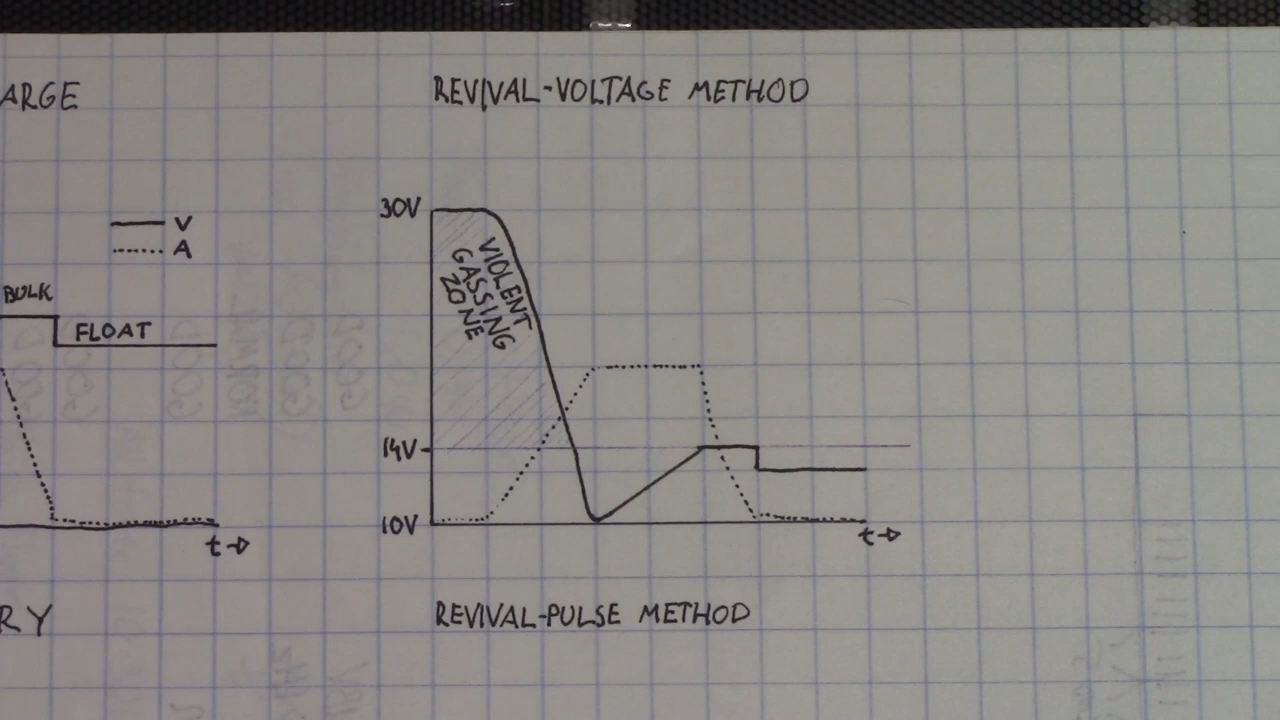 ARGE
REVIVAL-VOLTAGE METHOD
V
A
BULK
FLOAT
t
30V
14V
10V
VIOLENT
GASSING
ZONE
t
RY
REVIVAL-PULSE METHOD